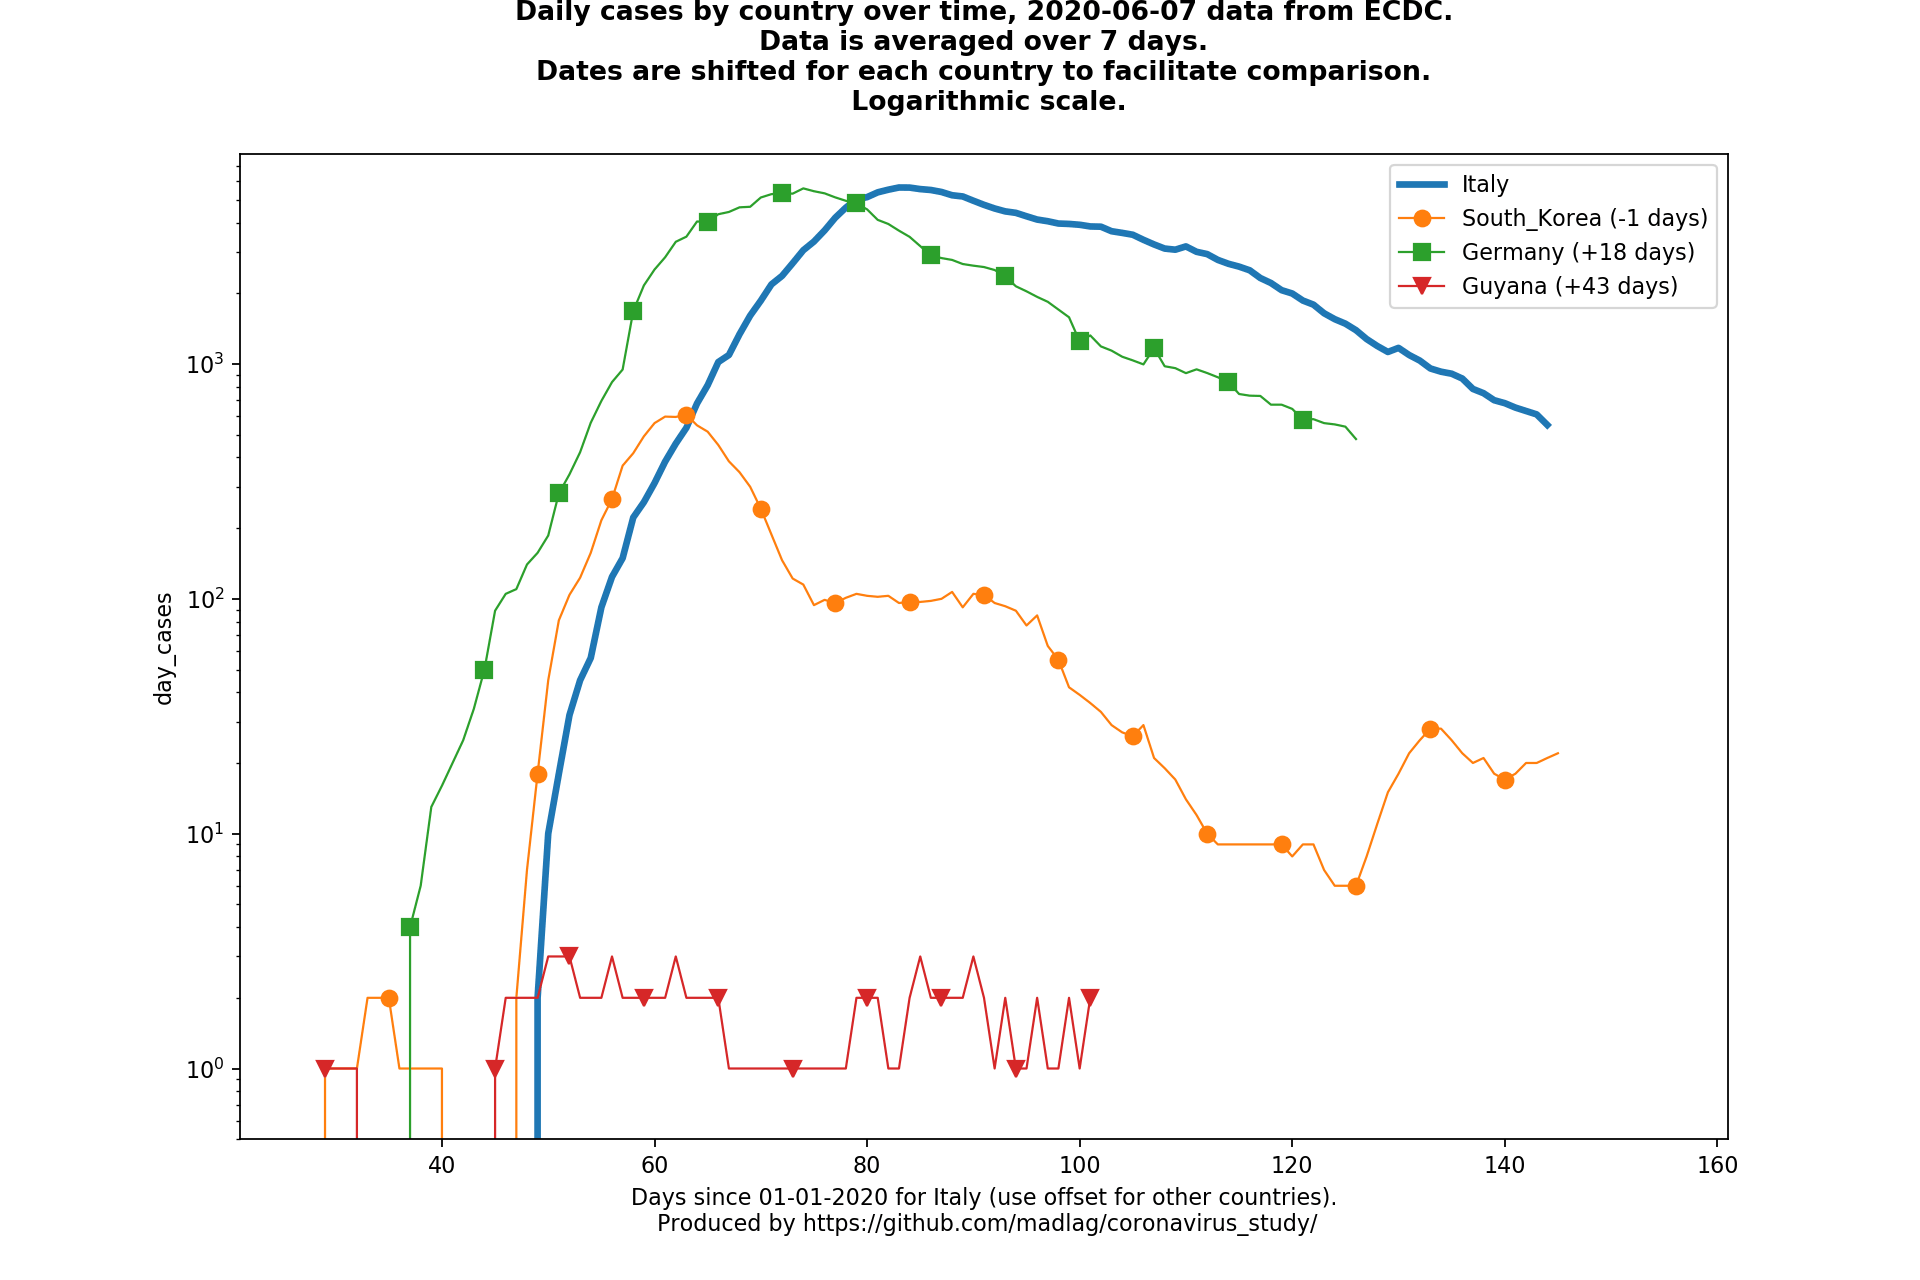 Daily cases by country over time, 2020-06-07 data from ECDC.
Data is averaged over 7 days.
Dates are shifted for each country to facilitate comparison.
Logarithmic scale.
Italy
South_Korea (-1 days)
Germany (+18 days)
Guyana (+43 days)
10³
10²
10¹
10⁰
day_cases
40 60 80 100 120 140 160
Days since 01-01-2020 for Italy (use offset for other countries).
Produced by https://github.com/madlag/coronavirus_study/